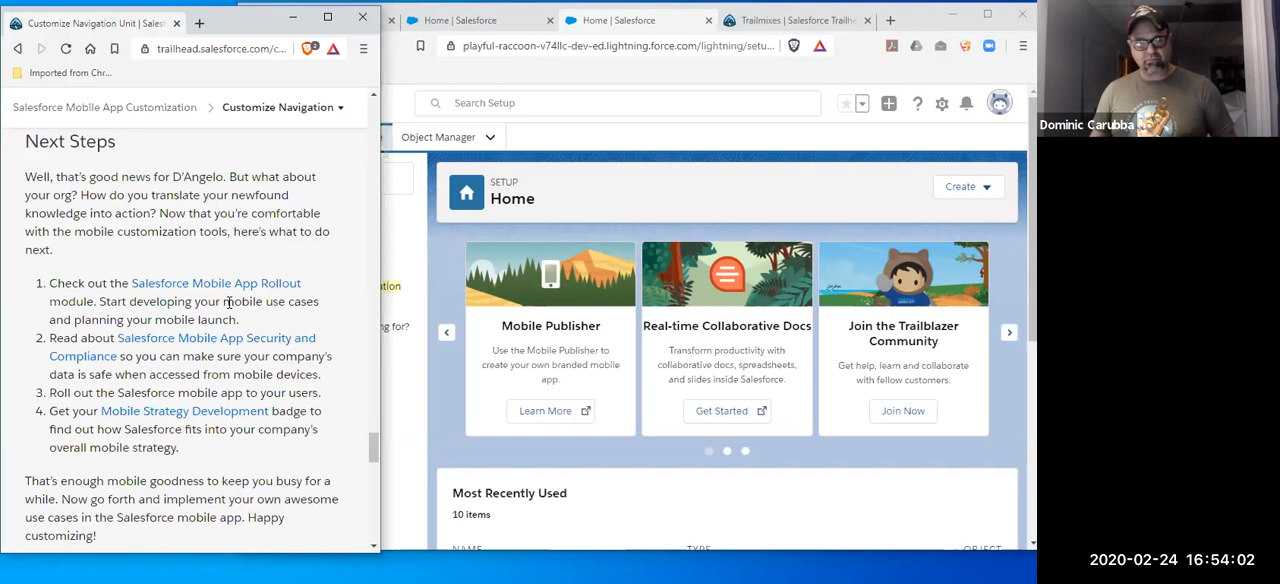 Customize Navigation Unit | Sales
Home | Salesforce
Home | Salesforce
Trailmixes | Salesforce Trailhe
trailhead.salesforce.com/c...
playful-raccoon-v74llc-dev-ed.lightning.force.com/lightning/setu...
Imported from Chr...
Salesforce Mobile App Customization
Customize Navigation
Search Setup
Object Manager
Next Steps
Well, that's good news for D'Angelo. But what about
your org? How do you translate your newfound
knowledge into action? Now that you're comfortable
with the mobile customization tools, here's what to do
next.
1. Check out the Salesforce Mobile App Rollout
module. Start developing your mobile use cases
and planning your mobile launch.
2. Read about Salesforce Mobile App Security and
Compliance so you can make sure your company's
data is safe when accessed from mobile devices.
3. Roll out the Salesforce mobile app to your users.
4. Get your Mobile Strategy Development badge to
find out how Salesforce fits into your company's
overall mobile strategy.
That's enough mobile goodness to keep you busy for a
while. Now go forth and implement your own awesome
use cases in the Salesforce mobile app. Happy
customizing!
ation
ng for?
SETUP
Home
Create
Mobile Publisher
Use the Mobile Publisher to
create your own branded mobile
app.
Learn More
Real-time Collaborative Docs
Transform productivity with
collaborative docs, spreadsheets,
and slides inside Salesforce.
Get Started
Join the Trailblazer
Community
Get help, learn and collaborate
with fellow customers.
Join Now
Most Recently Used
10 items
NAME
TYPE
OBJECT
Dominic Carubba
2020-02-24 16:54:02